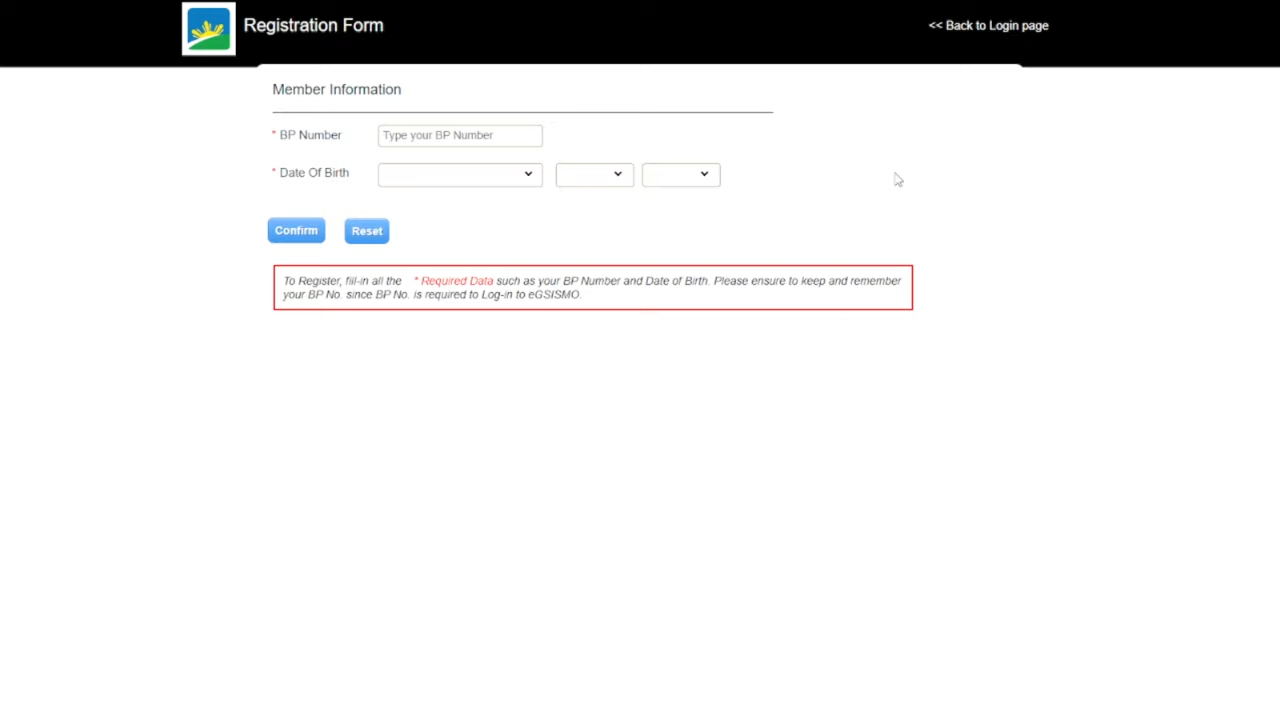 Registration Form
<< Back to Login page
Member Information
* BP Number
Type your BP Number
* Date Of Birth
Confirm
Reset
To Register, fill-in all the * Required Data such as your BP Number and Date of Birth. Please ensure to keep and remember
your BP No. since BP No. is required to Log-in to eGSISMO.